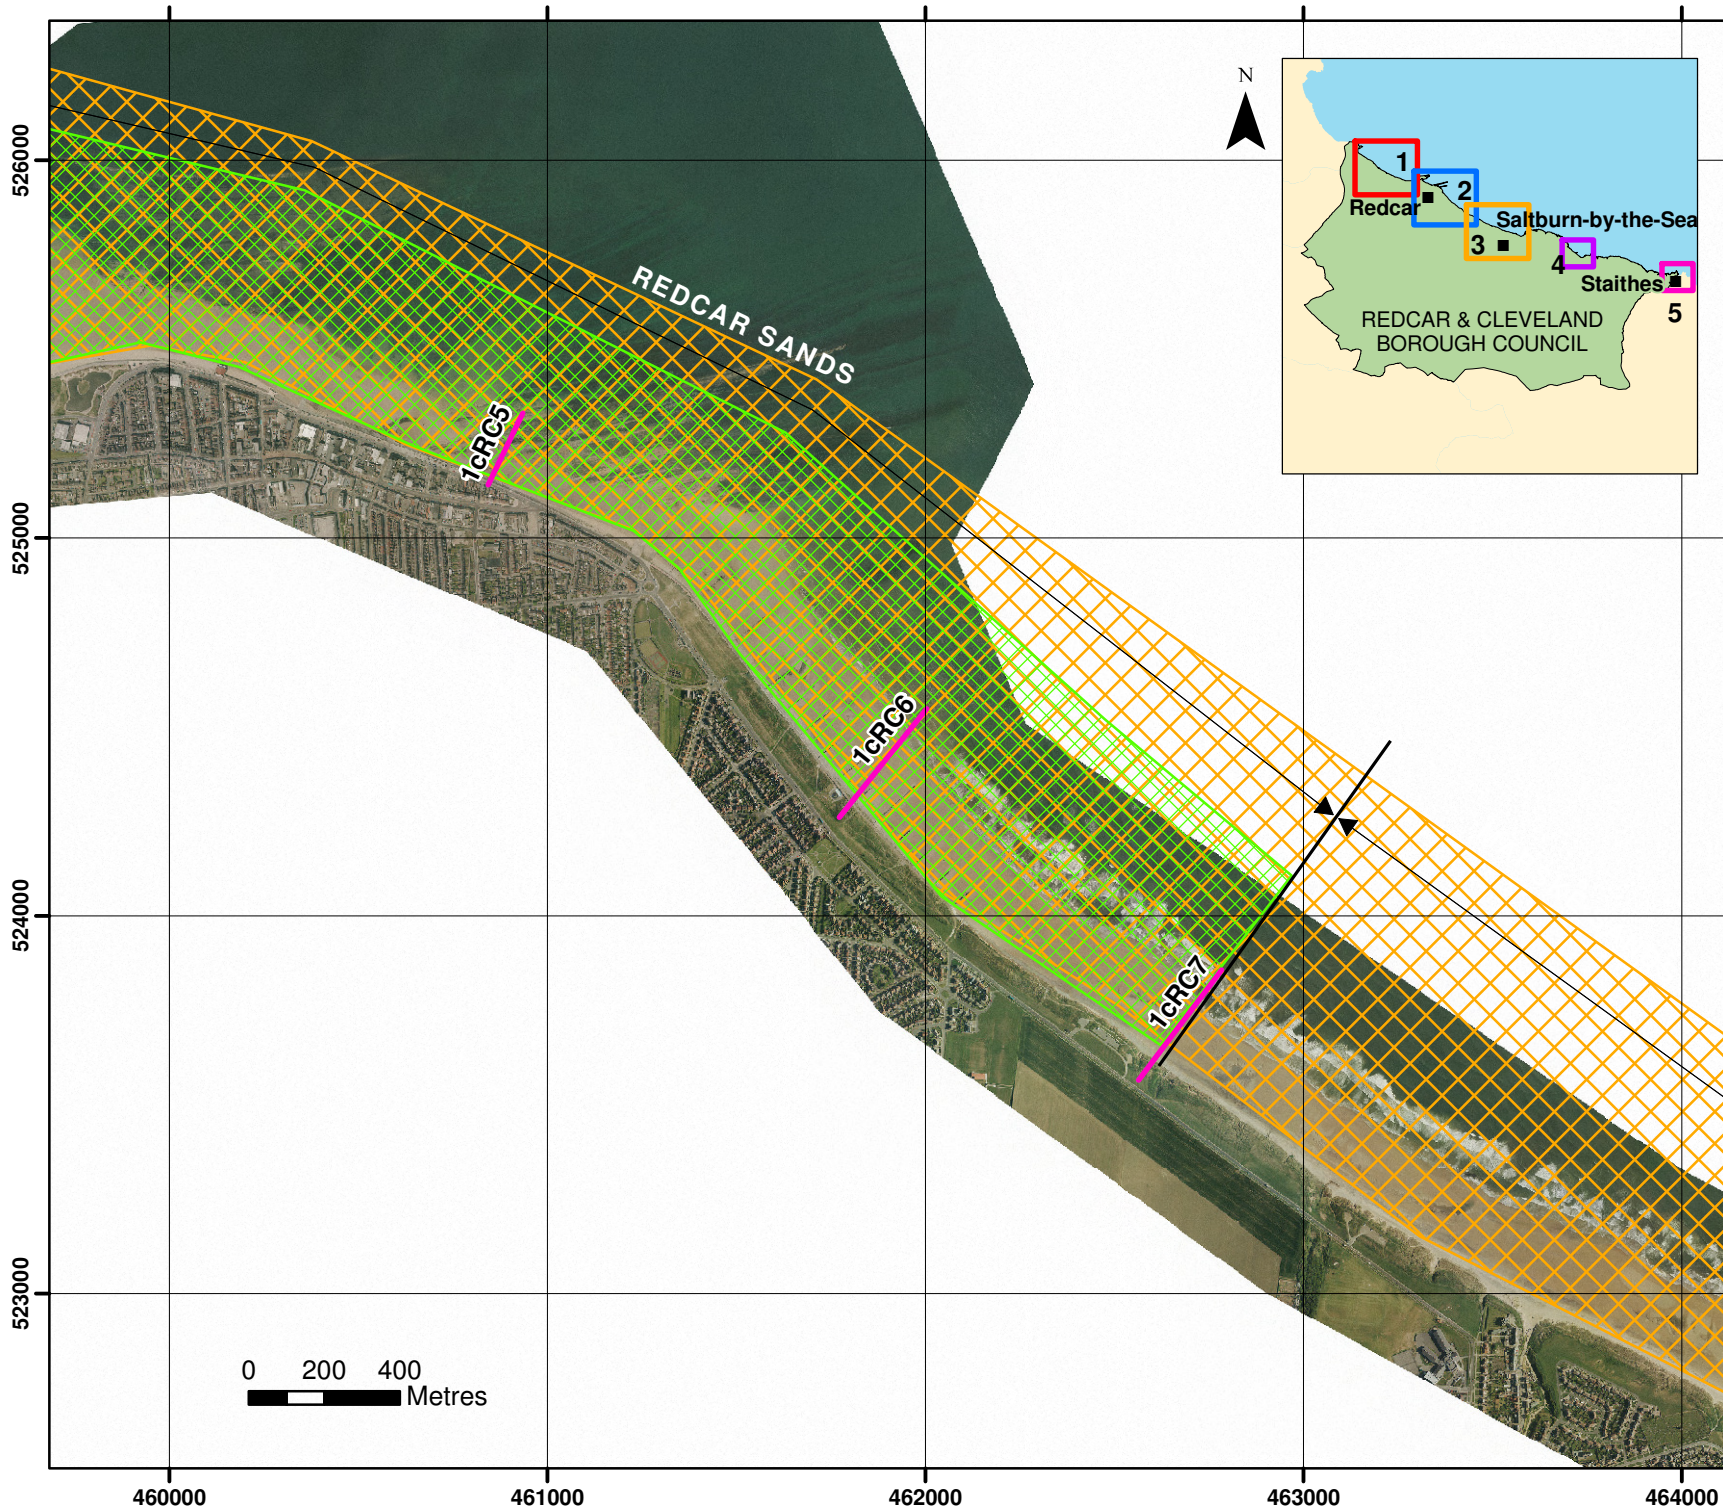 N
1
2
Redcar
Saltburn-by-the-Sea
3
4
Staithes
5
REDCAR & CLEVELAND
BOROUGH COUNCIL
REDCAR SANDS
1cRC5
1cRC6
1cRC7
526000
525000
524000
523000
0 200 400
Metres
460000 461000 462000 463000 464000